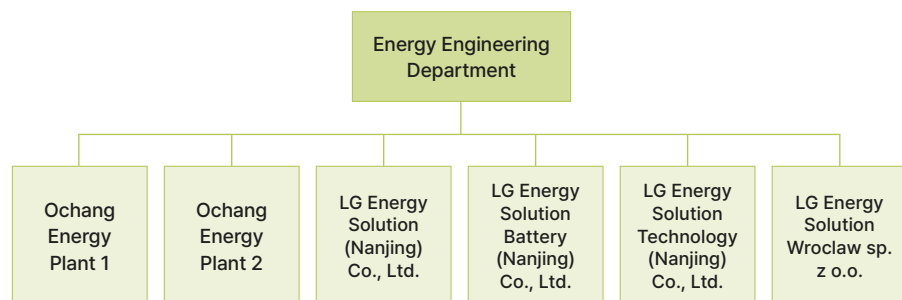 Energy Engineering
Department
Ochang
Energy
Plant 1
Ochang
Energy
Plant 2
LG Energy
Solution
(Nanjing)
Co., Ltd.
LG Energy
Solution
Battery
(Nanjing)
Co., Ltd.
LG Energy
Solution
Technology
(Nanjing)
Co., Ltd.
LG Energy
Solution
Wroclaw sp.
z o.o.